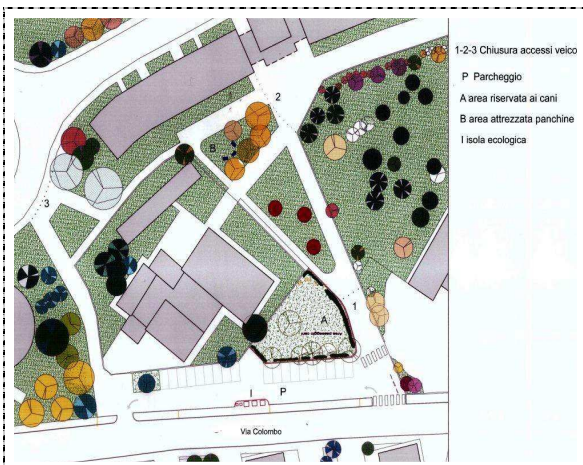 1-2-3 Chiusura accessi veico
P Parcheggio
A area riservata ai cani
B area attrezzata panchine
I isola ecologica
2
B
3
1
A
I P
Via Colombo